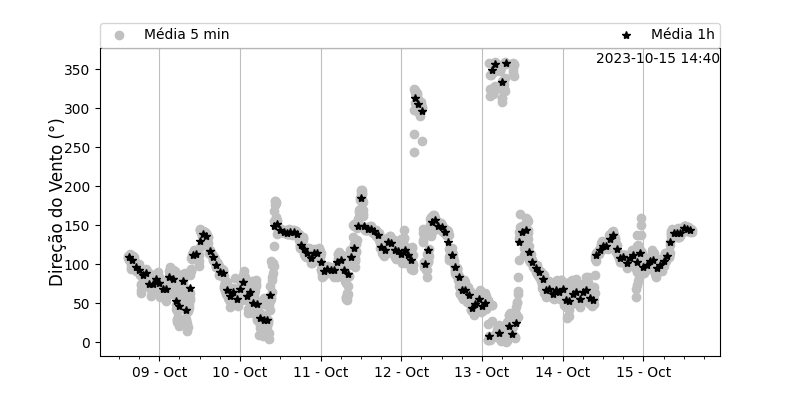 Média 5 min
Média 1h
2023-10-15 14:40
Direção do Vento (°)
350
300
250
200
150
100
50
0
09 - Oct
10 - Oct
11 - Oct
12 - Oct
13 - Oct
14 - Oct
15 - Oct